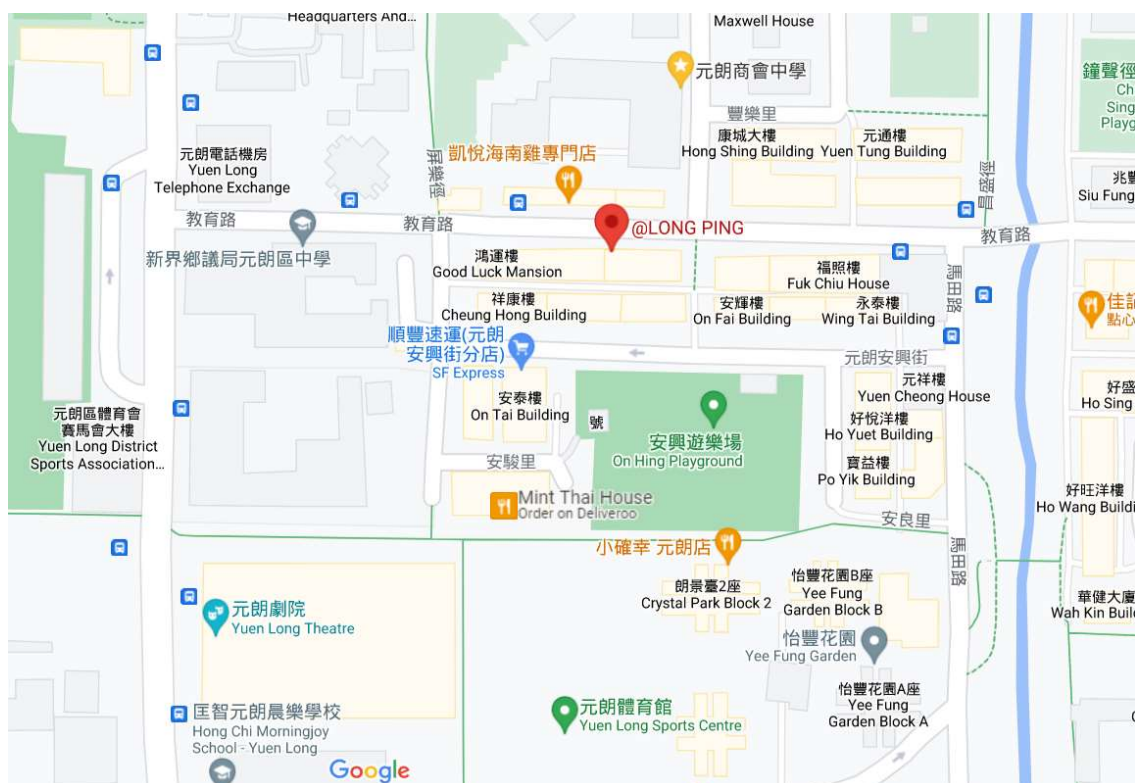 Headquarters And...
Maxwell House
元朗商會中學
鐘聲徑
Ch
Sing
Playg
豐樂里
康城大樓
Hong Shing Building
元通樓
Yuen Tung Building
元朗電話機房
Yuen Long
Telephone Exchange
屏樂徑
凱悅海南雞專門店
兆豐
Siu Fung
教育路
教育路
@LONG PING
教育路
新界鄉議局元朗區中學
鴻運樓
Good Luck Mansion
福照樓
Fuk Chiu House
馬田路
祥康樓
Cheung Hong Building
安輝樓
On Fai Building
永泰樓
Wing Tai Building
佳記
點心
順豐速運(元朗
安興街分店)
SF Express
元朗安興街
元祥樓
Yuen Cheong House
安泰樓
On Tai Building
號
好盛
Ho Sing
元朗區體育會
賽馬會大樓
Yuen Long District
Sports Association...
安興遊樂場
On Hing Playground
好悅洋樓
Ho Yuet Building
安駿里
寶益樓
Po Yik Building
Mint Thai House
Order on Deliveroo
好旺洋樓
Ho Wang Buildi
安良里
小確幸 元朗店
馬田路
朗景臺2座
Crystal Park Block 2
怡豐花園B座
Yee Fung
Garden Block B
華健大廈
Wah Kin Build
元朗劇院
Yuen Long Theatre
怡豐花園
Yee Fung Garden
怡豐花園A座
Yee Fung
Garden Block A
元朗體育館
Yuen Long Sports Centre
匡智元朗晨樂學校
Hong Chi Morningjoy
School - Yuen Long
Google